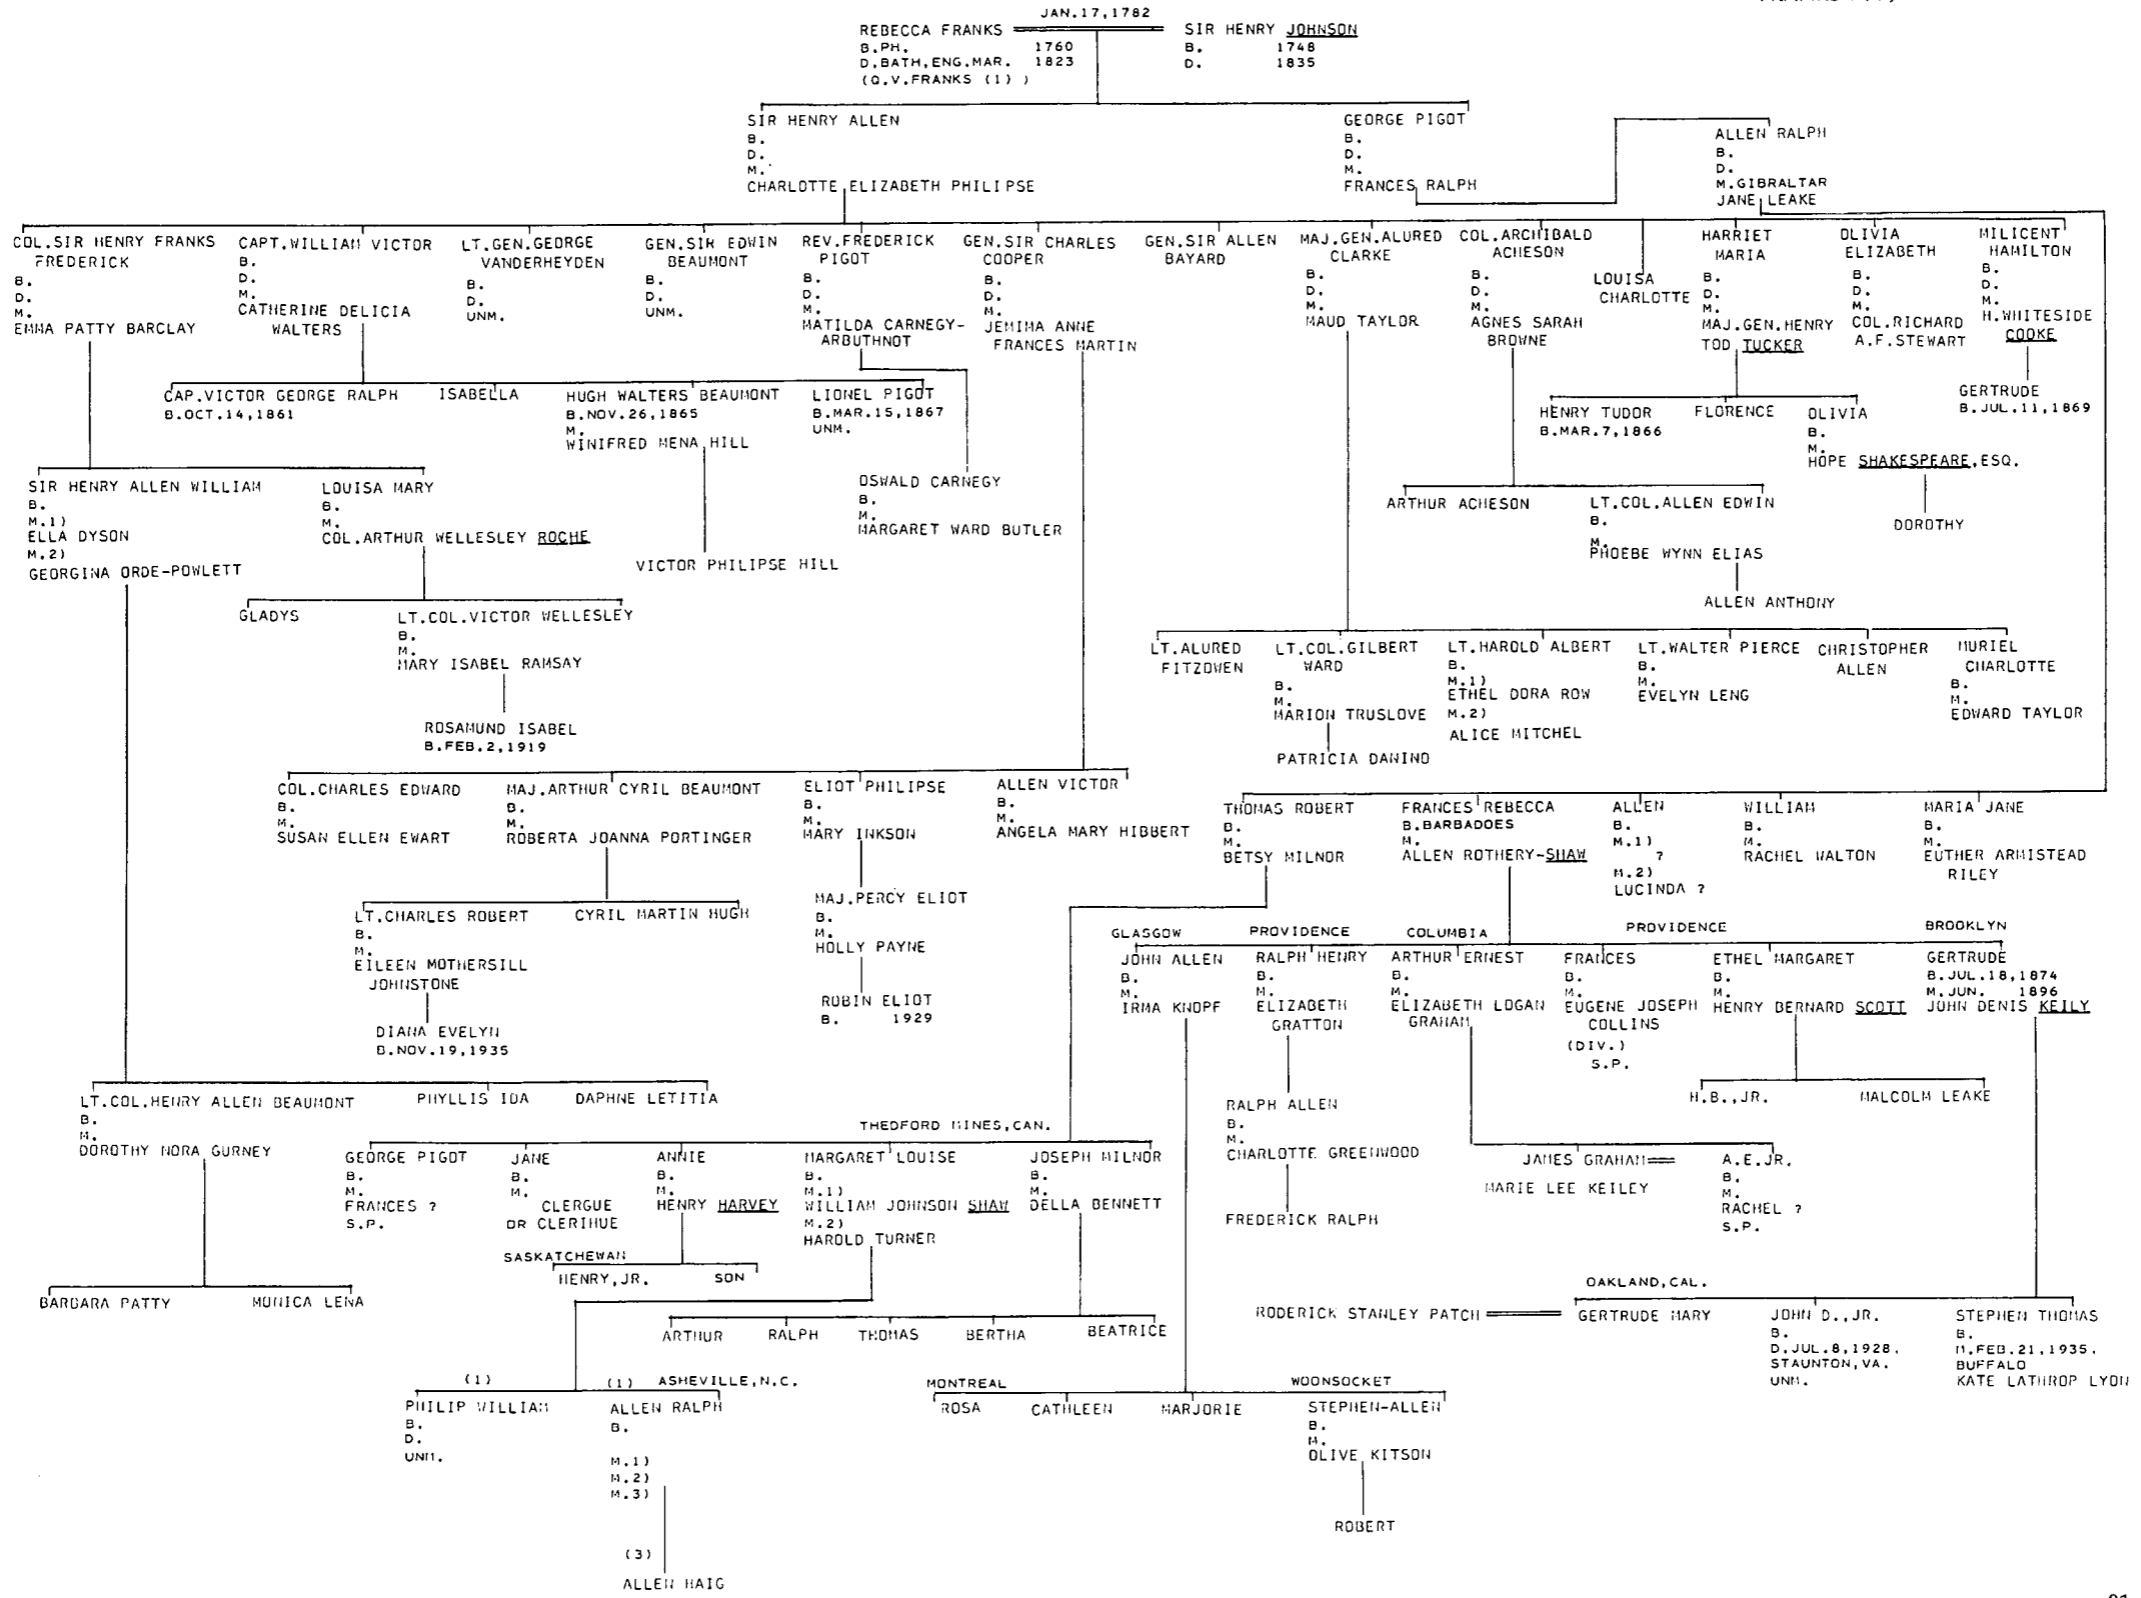 JAN.17,1782
REBECCA FRANKS
B.PH. 1760
D.BATH,ENG.MAR. 1823
(Q.V.FRANKS (1) )
SIR HENRY JOHNSON
B. 1748
D. 1835
SIR HENRY ALLEN
B.
D.
M.
CHARLOTTE ELIZABETH PHILIPSE
GEORGE PIGOT
B.
D.
M.
FRANCES RALPH
ALLEN RALPH
B.
D.
M.GIBRALTAR
JANE LEAKE
COL.SIR HENRY FRANKS
FREDERICK
B.
D.
M.
EMMA PATTY BARCLAY
CAPT.WILLIAM VICTOR
B.
D.
M.
CATHERINE DELICIA
WALTERS
LT.GEN.GEORGE
VANDERHEYDEN
B.
D.
UNM.
GEN.SIR EDWIN
BEAUMONT
B.
D.
UNM.
REV.FREDERICK
PIGOT
B.
D.
M.
MATILDA CARNEGY-
ARBUTHNOT
GEN.SIR CHARLES
COOPER
B.
D.
M.
JEMIMA ANNE
FRANCES MARTIN
GEN.SIR ALLEN
BAYARD
MAJ.GEN.ALURED
CLARKE
B.
D.
M.
MAUD TAYLOR
COL.ARCHIBALD
ACHESON
B.
D.
M.
AGNES SARAH
BROWNE
LOUISA
CHARLOTTE
HARRIET
MARIA
B.
D.
M.
MAJ.GEN.HENRY
TOD TUCKER
OLIVIA
ELIZABETH
B.
D.
M.
COL.RICHARD
A.F.STEWART
MILICENT
HAMILTON
B.
D.
M.
H.WHITESIDE
COOKE
CAP.VICTOR GEORGE RALPH
B.OCT.14,1861
ISABELLA
HUGH WALTERS BEAUMONT
B.NOV.26,1865
M.
WINIFRED MENA HILL
LIONEL PIGOT
B.MAR.15,1867
UNM.
HENRY TUDOR
B.MAR.7,1866
FLORENCE
OLIVIA
B.
M.
HOPE SHAKESPEARE,ESQ.
GERTRUDE
B.JUL.11,1869
SIR HENRY ALLEN WILLIAM
B.
M.1)
ELLA DYSON
M.2)
GEORGINA ORDE-POWLETT
LOUISA MARY
B.
M.
COL.ARTHUR WELLESLEY ROCHE
VICTOR PHILIPSE HILL
OSWALD CARNEGY
B.
M.
MARGARET WARD BUTLER
ARTHUR ACHESON
LT.COL.ALLEN EDWIN
B.
M.
PHOEBE WYNN ELIAS
DOROTHY
ALLEN ANTHONY
GLADYS
LT.COL.VICTOR WELLESLEY
B.
M.
MARY ISABEL RAMSAY
ROSAMUND ISABEL
B.FEB.2,1919
LT.ALURED
FITZOWEN
LT.COL.GILBERT
WARD
B.
M.
MARION TRUSLOVE
PATRICIA DANINO
LT.HAROLD ALBERT
B.
M.1)
ETHEL DORA ROW
M.2)
ALICE MITCHEL
LT.WALTER PIERCE
B.
M.
EVELYN LENG
CHRISTOPHER
ALLEN
MURIEL
CHARLOTTE
B.
M.
EDWARD TAYLOR
COL.CHARLES EDWARD
B.
M.
SUSAN ELLEN EWART
MAJ.ARTHUR CYRIL BEAUMONT
B.
M.
ROBERTA JOANNA PORTINGER
ELIOT PHILIPSE
B.
M.
MARY INKSON
ALLEN VICTOR
B.
M.
ANGELA MARY HIBBERT
THOMAS ROBERT
B.
M.
BETSY MILNOR
FRANCES REBECCA
B.BARBADOES
M.
ALLEN ROTHERY-SHAW
ALLEN
B.
M.1)
?
M.2)
LUCINDA ?
WILLIAM
B.
M.
RACHEL WALTON
MARIA JANE
B.
M.
EUTHER ARMISTEAD
RILEY
LT.CHARLES ROBERT
B.
M.
EILEEN MOTHERSILL
JOHNSTONE
CYRIL MARTIN HUGH
DIANA EVELYN
B.NOV.19,1935
MAJ.PERCY ELIOT
B.
M.
HOLLY PAYNE
ROBIN ELIOT
B. 1929
GLASGOW
JOHN ALLEN
B.
M.
IRMA KNOPF
PROVIDENCE
RALPH HENRY
B.
M.
ELIZABETH
GRATTON
COLUMBIA
ARTHUR ERNEST
B.
M.
ELIZABETH LOGAN
GRAHAM
FRANCES
B.
M.
EUGENE JOSEPH
COLLINS
(DIV.)
S.P.
PROVIDENCE
ETHEL MARGARET
B.
M.
HENRY BERNARD SCOTT
BROOKLYN
GERTRUDE
B.JUL.18,1874
M.JUN. 1896
JOHN DENIS KEILY
LT.COL.HENRY ALLEN BEAUMONT
B.
M.
DOROTHY NORA GURNEY
PHYLLIS IDA
DAPHNE LETITIA
RALPH ALLEN
B.
M.
CHARLOTTE GREENWOOD
FREDERICK RALPH
H.B.,JR.
MALCOLM LEAKE
THEDFORD MINES,CAN.
GEORGE PIGOT
B.
M.
FRANCES ?
S.P.
JANE
B.
M.
CLERGUE
OR CLERIHUE
ANNIE
B.
M.
HENRY HARVEY
MARGARET LOUISE
B.
M.1)
WILLIAM JOHNSON SHAW
M.2)
HAROLD TURNER
JOSEPH MILNOR
B.
M.
DELLA BENNETT
JAMES GRAHAM
MARIE LEE KEILEY
A.E.JR.
B.
M.
RACHEL ?
S.P.
SASKATCHEWAN
HENRY,JR.
SON
BARBARA PATTY
MONICA LENA
ARTHUR
RALPH
THOMAS
BERTHA
BEATRICE
OAKLAND,CAL.
RODERICK STANLEY PATCH
GERTRUDE MARY
JOHN D.,JR.
B.
D.JUL.8,1928.
STAUNTON,VA.
UNM.
STEPHEN THOMAS
B.
M.FEB.21,1935.
BUFFALO
KATE LATHROP LYON
(1)
PHILIP WILLIAM
B.
D.
UNM.
(1) ASHEVILLE,N.C.
ALLEN RALPH
B.
M.1)
M.2)
M.3)
(3)
ALLEN HAIG
MONTREAL
ROSA
CATHLEEN
MARJORIE
WOONSOCKET
STEPHEN-ALLEN
B.
M.
OLIVE KITSON
ROBERT